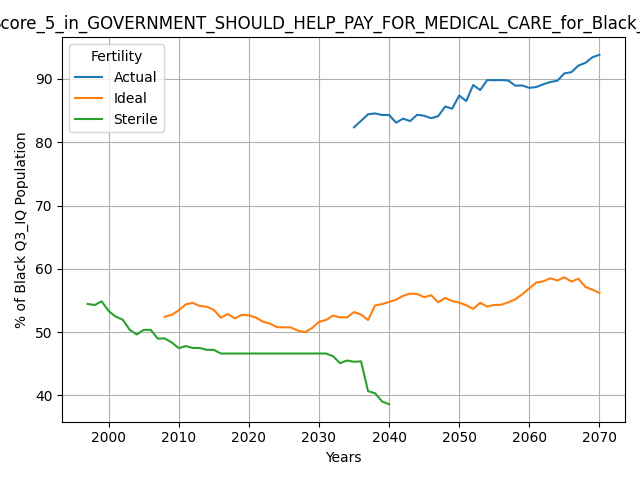 core_5_in_GOVERNMENT_SHOULD_HELP_PAY_FOR_MEDICAL_CARE_for_Black_
Fertility
Actual
Ideal
Sterile
% of Black Q3_IQ Population
90
80
70
60
50
40
2000 2010 2020 2030 2040 2050 2060 2070
Years